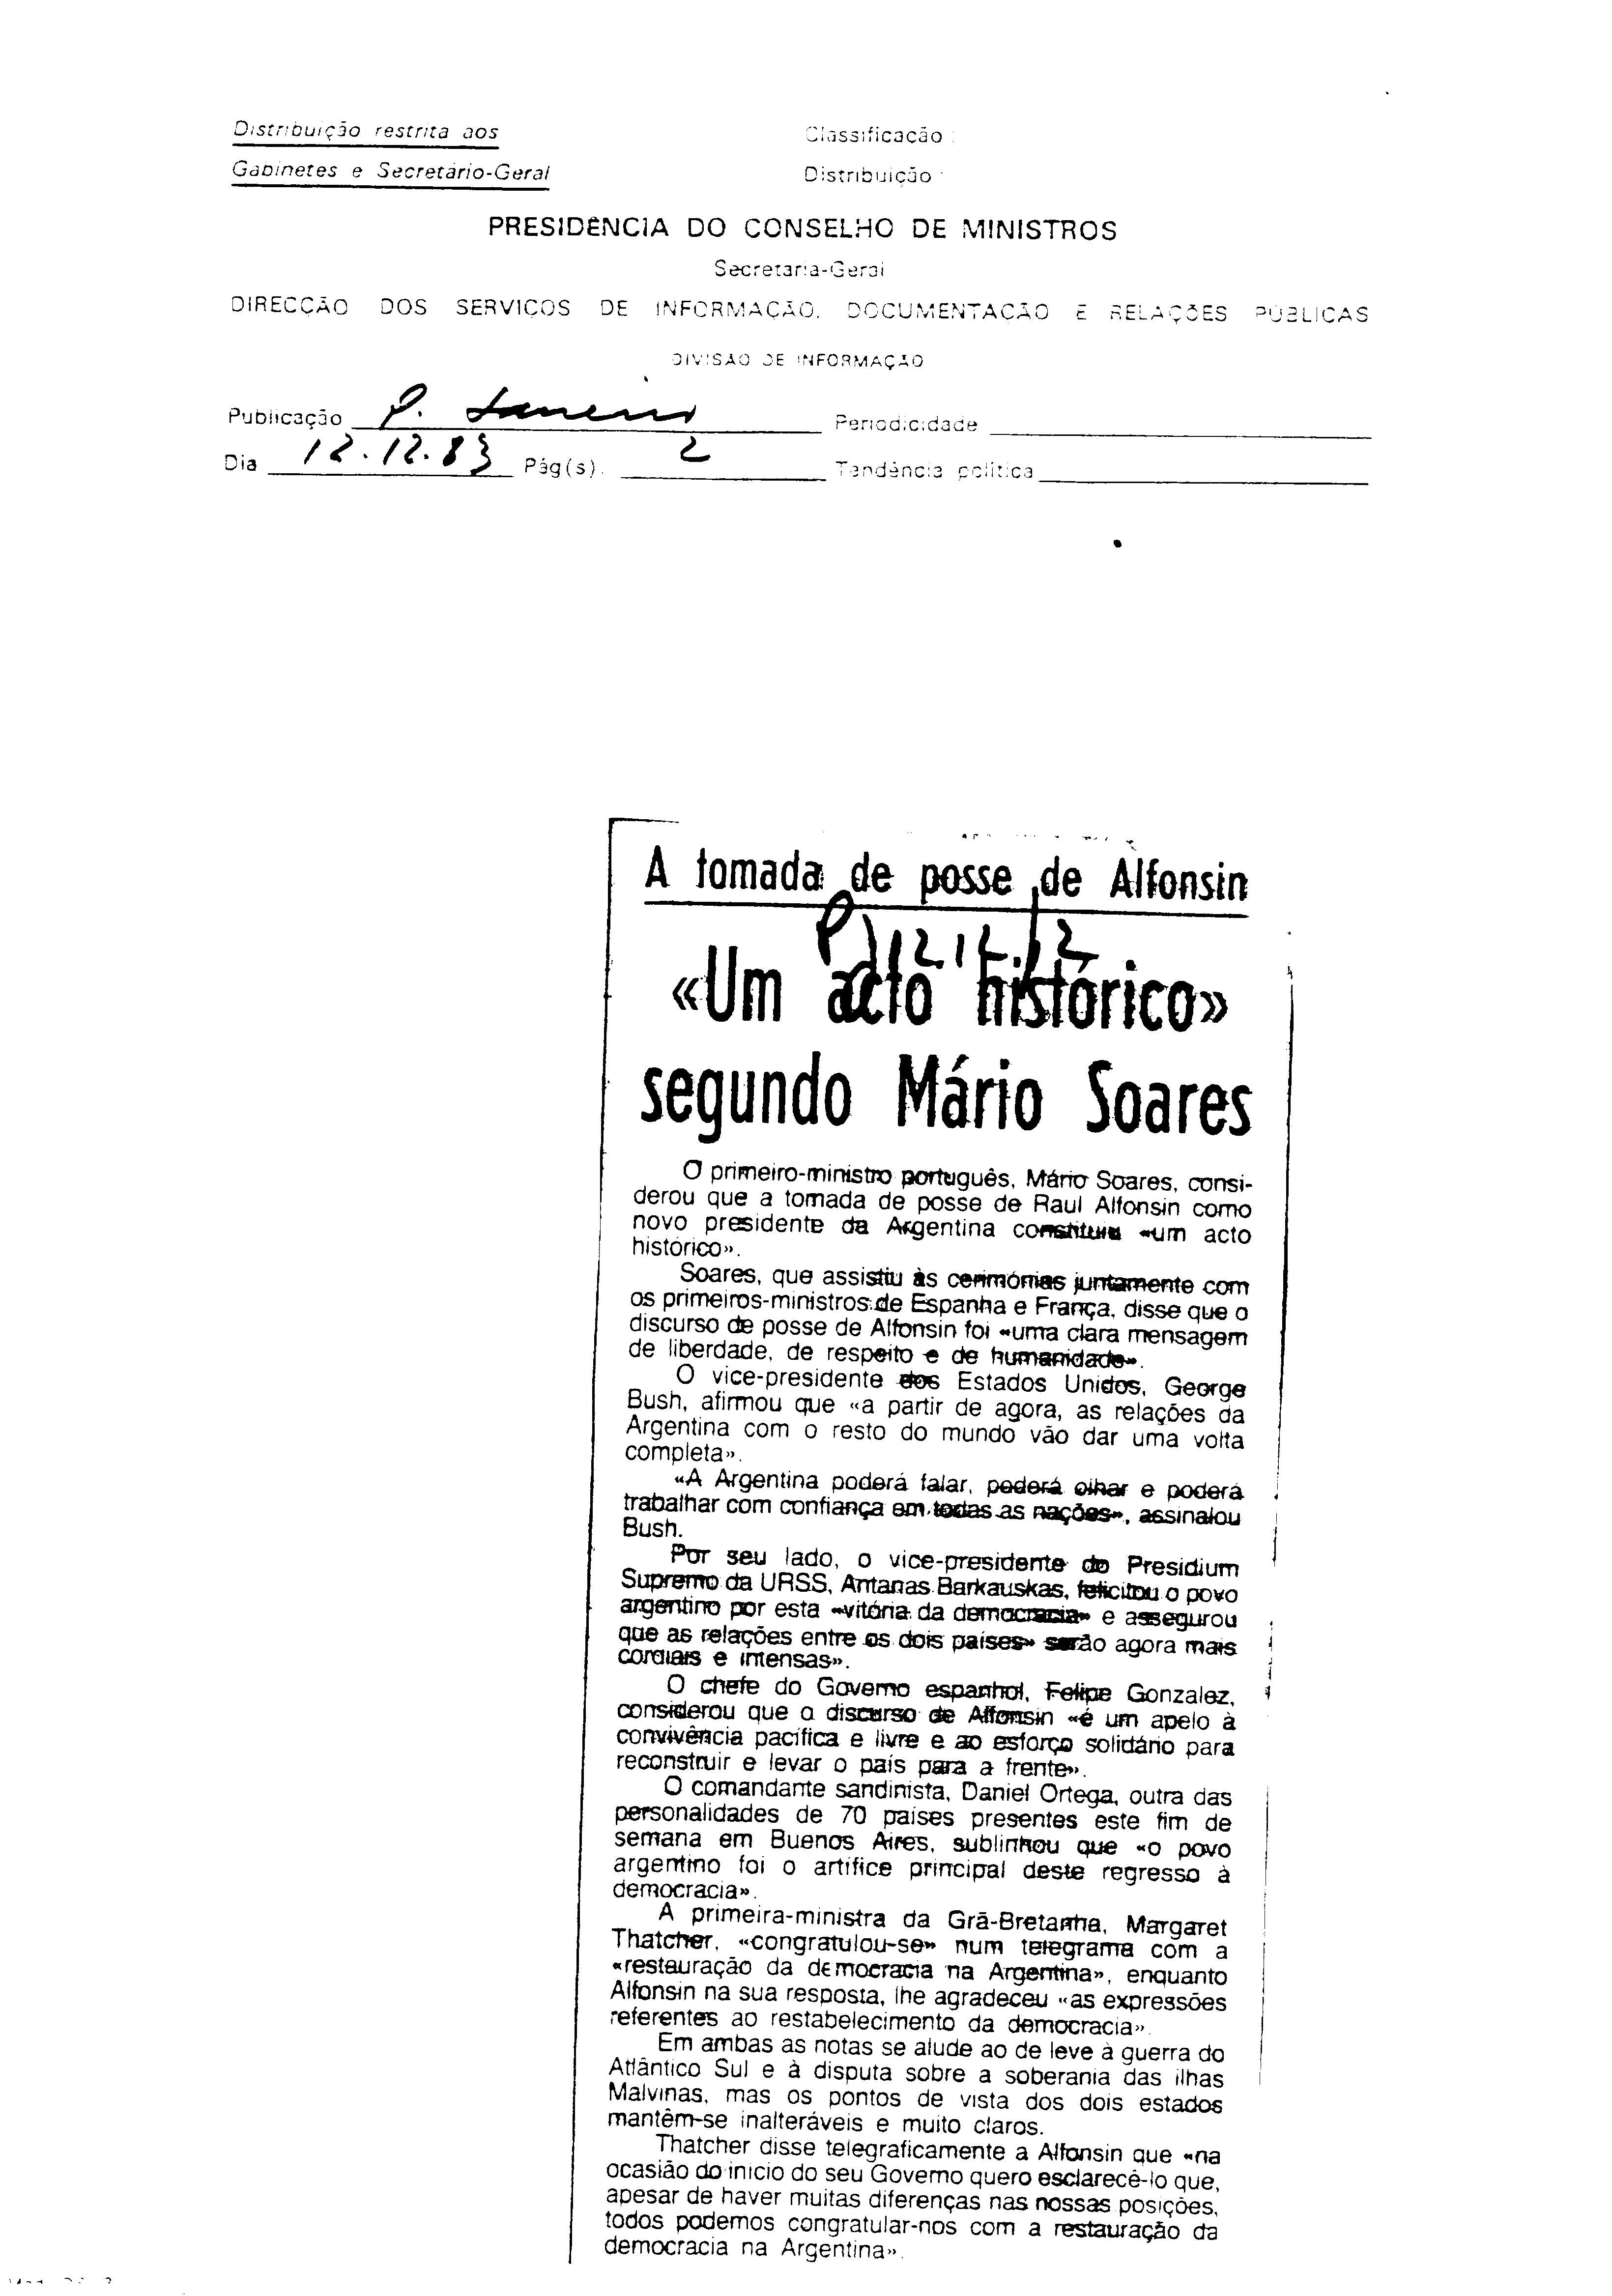 Distribuição restrita aos
Gabinetes e Secretário-Geral
Classificação :
Distribuição :
PRESIDÊNCIA DO CONSELHO DE MINISTROS
Secretaria-Geral
DIRECÇÃO DOS SERVIÇOS DE INFORMAÇÃO, DOCUMENTAÇÃO E RELAÇÕES PÚBLICAS
DIVISÃO DE INFORMAÇÃO
Publicação P. Janeiro Periodicidade
Dia 12.12.83 Pág(s). 2 Tendência política
A tomada de posse de Alfonsin
P 12.12 / 2
«Um acto histórico»
segundo Mário Soares
O primeiro-ministro português, Mário Soares, consi-
derou que a tomada de posse de Raul Alfonsin como
novo presidente da Argentina constituiu «um acto
histórico».
Soares, que assistiu às cerimónias juntamente com
os primeiros-ministros de Espanha e França, disse que o
discurso de posse de Alfonsin foi «uma clara mensagem
de liberdade, de respeito e de humanidade».
O vice-presidente dos Estados Unidos, George
Bush, afirmou que «a partir de agora, as relações da
Argentina com o resto do mundo vão dar uma volta
completa».
«A Argentina poderá falar, poderá olhar e poderá
trabalhar com confiança em todas as nações», assinalou
Bush.
Por seu lado, o vice-presidente do Presidium
Supremo da URSS, Antanas Barkauskas, felicitou o povo
argentino por esta «vitória da democracia» e assegurou
que as relações entre os dois países» serão agora mais
cordiais e intensas».
O chefe do Governo espanhol, Felipe Gonzalez,
considerou que o discurso de Alfonsin «é um apelo à
convivência pacífica e livre e ao esforço solidário para
reconstruir e levar o país para a frente».
O comandante sandinista, Daniel Ortega, outra das
personalidades de 70 países presentes este fim de
semana em Buenos Aires, sublinhou que «o povo
argentino foi o artífice principal deste regresso à
democracia».
A primeira-ministra da Grã-Bretanha, Margaret
Thatcher, «congratulou-se» num telegrama com a
«restauração da democracia na Argentina», enquanto
Alfonsin na sua resposta, lhe agradeceu «as expressões
referentes ao restabelecimento da democracia».
Em ambas as notas se alude ao de leve à guerra do
Atlântico Sul e à disputa sobre a soberania das ilhas
Malvinas, mas os pontos de vista dos dois estados
mantêm-se inalteráveis e muito claros.
Thatcher disse telegraficamente a Alfonsin que «na
ocasião do início do seu Governo quero esclarecê-lo que,
apesar de haver muitas diferenças nas nossas posições,
todos podemos congratular-nos com a restauração da
democracia na Argentina».